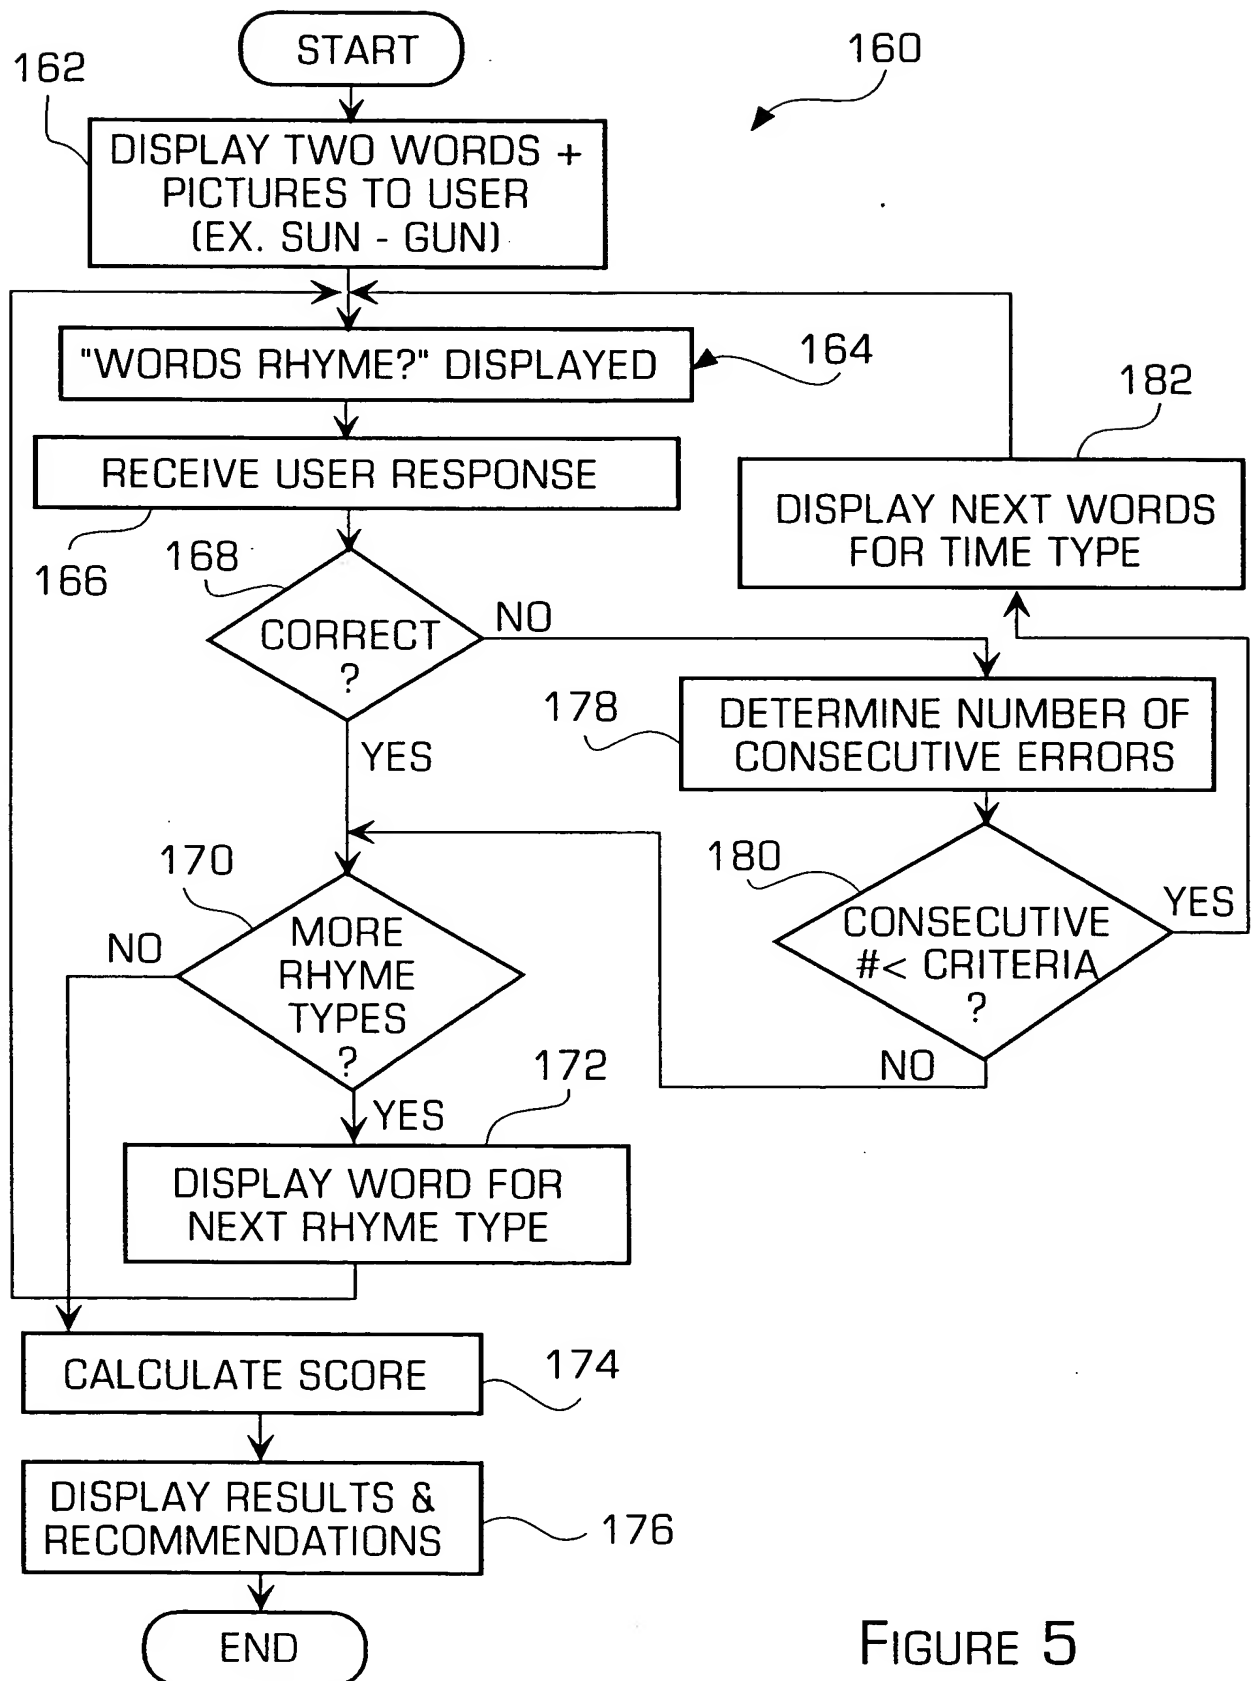 START
160
162
DISPLAY TWO WORDS +
PICTURES TO USER
(EX. SUN - GUN)
"WORDS RHYME?" DISPLAYED
164
182
RECEIVE USER RESPONSE
166
DISPLAY NEXT WORDS
FOR TIME TYPE
168
CORRECT
?
NO
YES
178
DETERMINE NUMBER OF
CONSECUTIVE ERRORS
180
CONSECUTIVE
#< CRITERIA
?
YES
NO
170
MORE
RHYME
TYPES
?
NO
YES
172
DISPLAY WORD FOR
NEXT RHYME TYPE
CALCULATE SCORE
174
DISPLAY RESULTS &
RECOMMENDATIONS
176
END
FIGURE 5